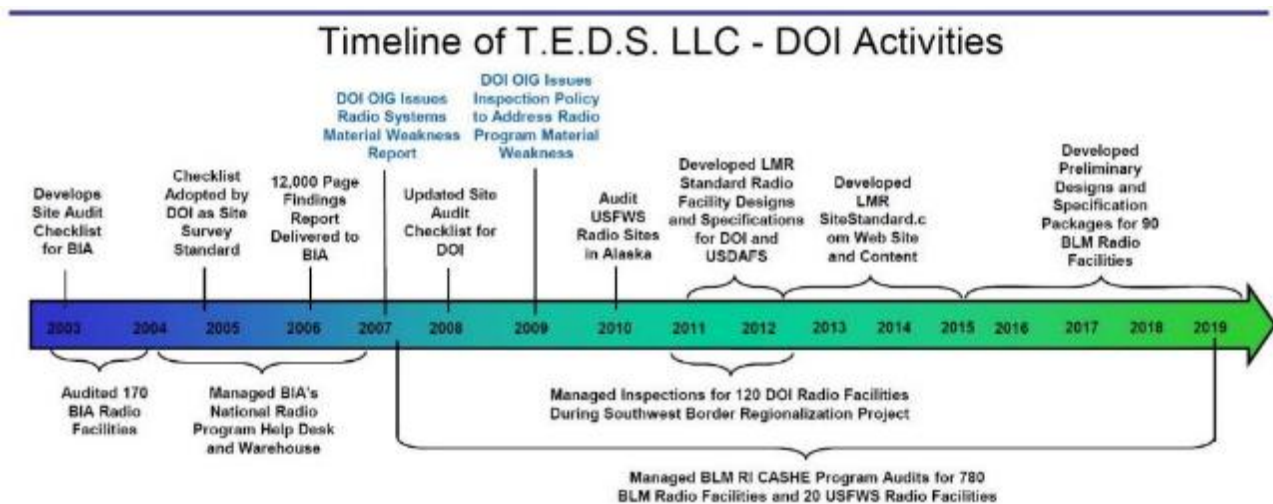 Timeline of T.E.D.S. LLC - DOI Activities
DOI OIG Issues
Radio Systems
Material Weakness
Report
DOI OIG Issues
Inspection Policy
to Address Radio
Program Material
Weakness
Develops
Site Audit
Checklist
for BIA
Checklist
Adopted by
DOI as Site
Survey
Standard
12,000 Page
Findings
Report
Delivered to
BIA
Updated Site
Audit
Checklist for
DOI
Audit
USFWS
Radio Sites
in Alaska
Developed LMR
Standard Radio
Facility Designs
and Specifications
for DOI and
USDAFS
Developed
LMR
SiteStandard.c
om Web Site
and Content
Developed
Preliminary
Designs and
Specification
Packages for 90
BLM Radio
Facilities
2003 2004 2005 2006 2007 2008 2009 2010 2011 2012 2013 2014 2015 2016 2017 2018 2019
Audited 170
BIA Radio
Facilities
Managed BIA's
National Radio
Program Help Desk
and Warehouse
Managed Inspections for 120 DOI Radio Facilities
During Southwest Border Regionalization Project
Managed BLM RI CASHE Program Audits for 780
BLM Radio Facilities and 20 USFWS Radio Facilities